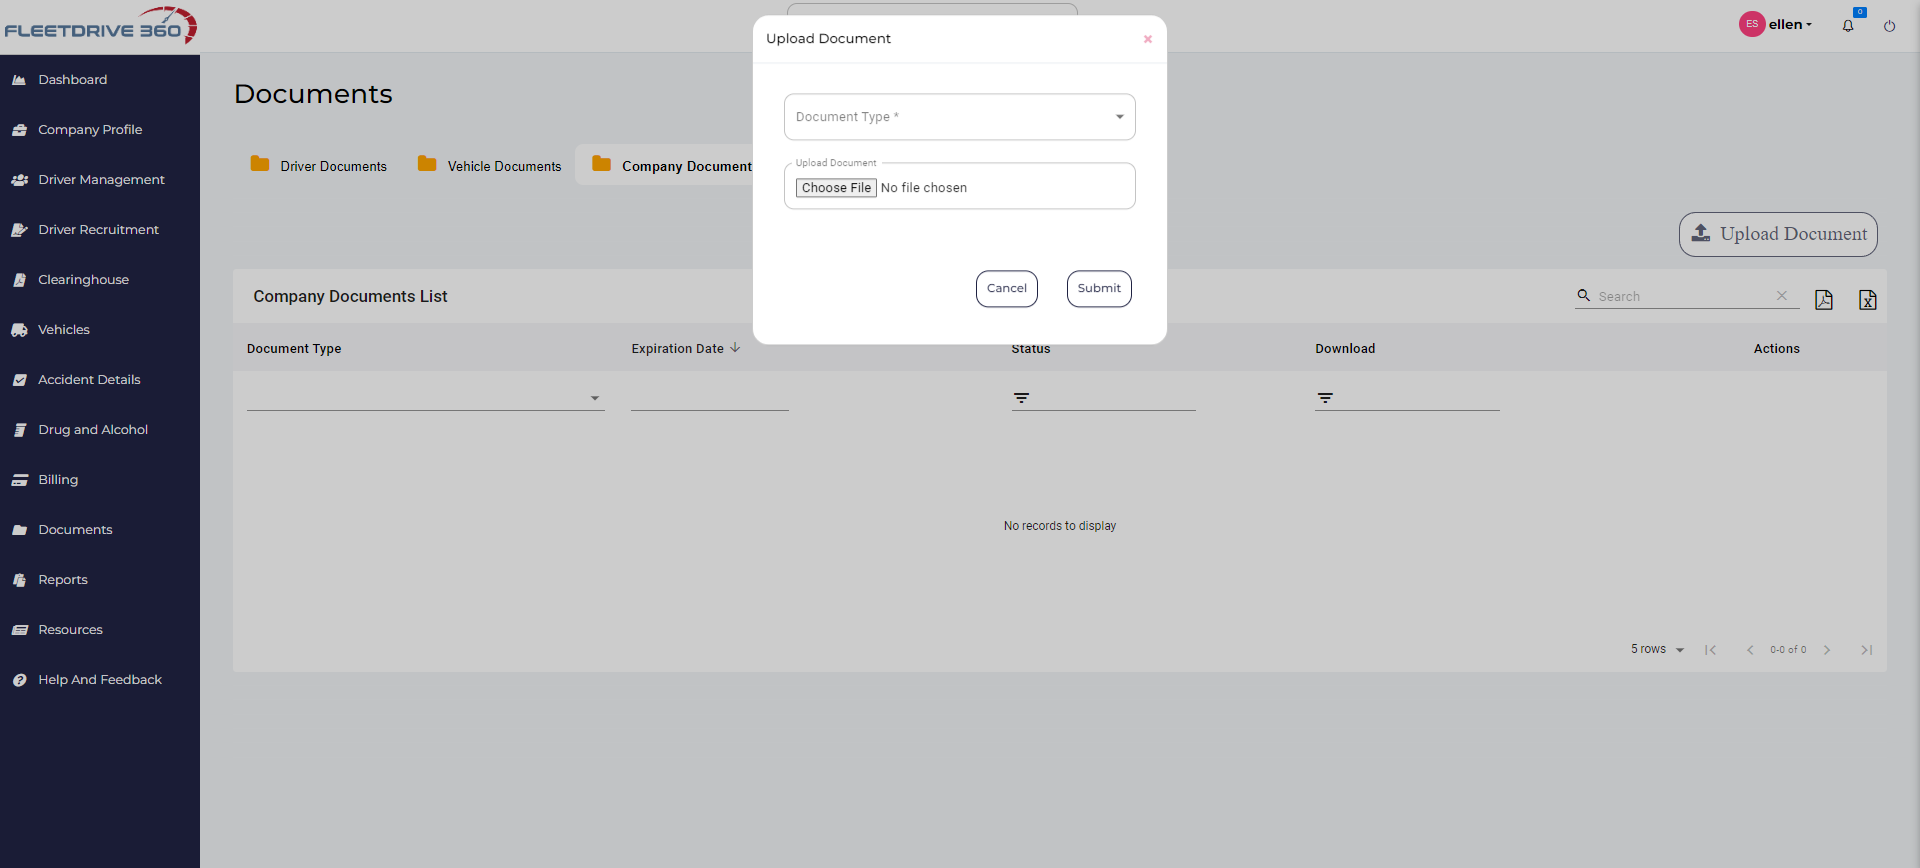 FLEETDRIVE 360
ES ellen
0
Dashboard
Company Profile
Driver Management
Driver Recruitment
Clearinghouse
Vehicles
Accident Details
Drug and Alcohol
Billing
Documents
Reports
Resources
Help And Feedback
Documents
Driver Documents Vehicle Documents Company Document
Upload Document
Upload Document
Document Type *
Upload Document
Choose File No file chosen
Cancel Submit
Company Documents List
Search
Document Type Expiration Date Status Download Actions
No records to display
5 rows 0-0 of 0